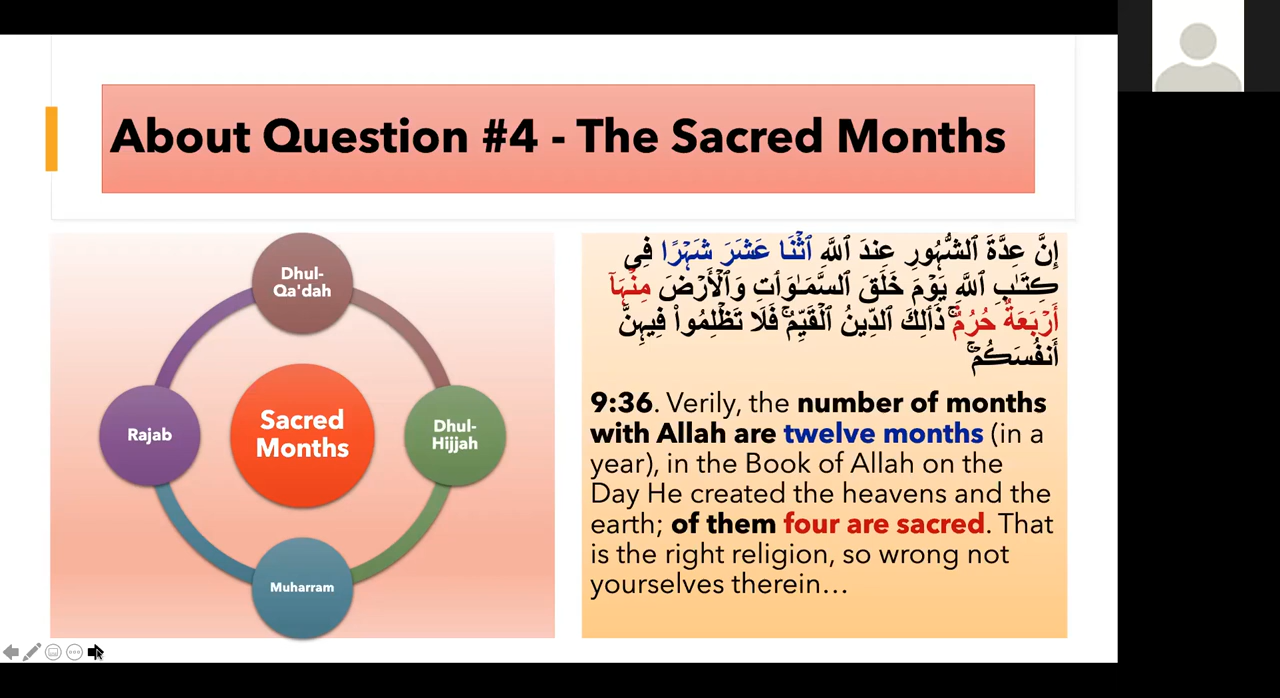 About Question #4 - The Sacred Months
Dhul-
Qa'dah
Rajab
Sacred
Months
Dhul-
Hijjah
Muharram
إِنَّ عِدَّةَ ٱلشُّهُورِ عِندَ ٱللَّهِ ٱثْنَا عَشَرَ شَهْرًا فِى
كِتَـٰبِ ٱللَّهِ يَوْمَ خَلَقَ ٱلسَّمَـٰوَٰتِ وَٱلْأَرْضَ مِنْهَآ
أَرْبَعَةٌ حُرُمٌ ۚ ذَٰلِكَ ٱلدِّينُ ٱلْقَيِّمُ ۚ فَلَا تَظْلِمُوا۟ فِيهِنَّ
أَنفُسَكُمْ ۚ
9:36. Verily, the number of months
with Allah are twelve months (in a
year), in the Book of Allah on the
Day He created the heavens and the
earth; of them four are sacred. That
is the right religion, so wrong not
yourselves therein…